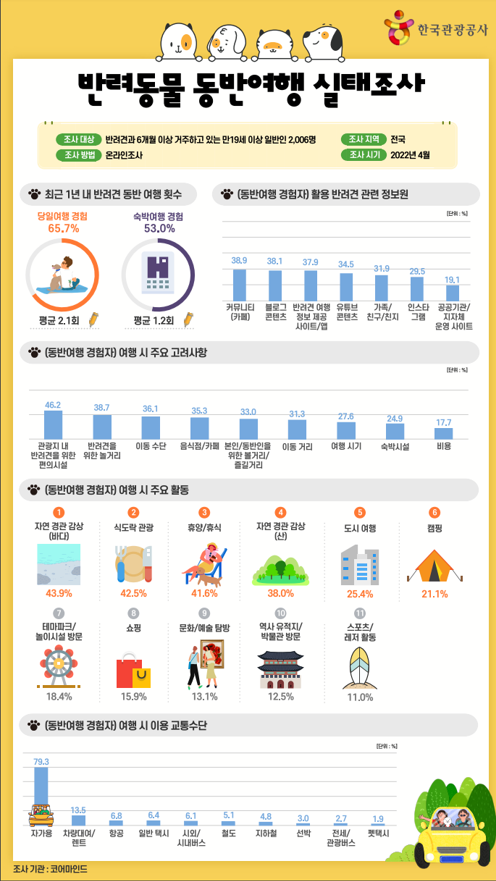 한국관광공사
반려동물 동반여행 실태조사
조사 대상 반려견과 6개월 이상 거주하고 있는 만19세 이상 일반인 2,006명
조사 지역 전국
조사 방법 온라인조사
조사 시기 2022년 4월
최근 1년 내 반려견 동반 여행 횟수
당일여행 경험
65.7%
평균 2.1회
숙박여행 경험
53.0%
평균 1.2회
(동반여행 경험자) 활용 반려견 관련 정보원
[단위 : %]
38.9 38.1 37.9 34.5 31.9 29.5 19.1
커뮤니티
(카페)
블로그
콘텐츠
반려견 여행
정보 제공
사이트/앱
유튜브
콘텐츠
가족/
친구/친지
인스타
그램
공공기관/
지자체
운영 사이트
(동반여행 경험자) 여행 시 주요 고려사항
[단위 : %]
46.2 38.7 36.1 35.3 33.0 31.3 27.6 24.9 17.7
관광지 내
반려견을 위한
편의시설
반려견을
위한 놀거리
이동 수단
음식점/카페
본인/동반인을
위한 볼거리/
즐길거리
이동 거리
여행 시기
숙박시설
비용
(동반여행 경험자) 여행 시 주요 활동
1
자연 경관 감상
(바다)
43.9%
2
식도락 관광
42.5%
3
휴양/휴식
41.6%
4
자연 경관 감상
(산)
38.0%
5
도시 여행
25.4%
6
캠핑
21.1%
7
테마파크/
놀이시설 방문
18.4%
8
쇼핑
15.9%
9
문화/예술 탐방
13.1%
10
역사 유적지/
박물관 방문
12.5%
11
스포츠/
레저 활동
11.0%
(동반여행 경험자) 여행 시 이용 교통수단
[단위 : %]
79.3 13.5 6.8 6.4 6.1 5.1 4.8 3.0 2.7 1.9
자가용
차량대여/
렌트
항공
일반 택시
시외/
시내버스
철도
지하철
선박
전세/
관광버스
펫택시
조사 기관 : 코어마인드